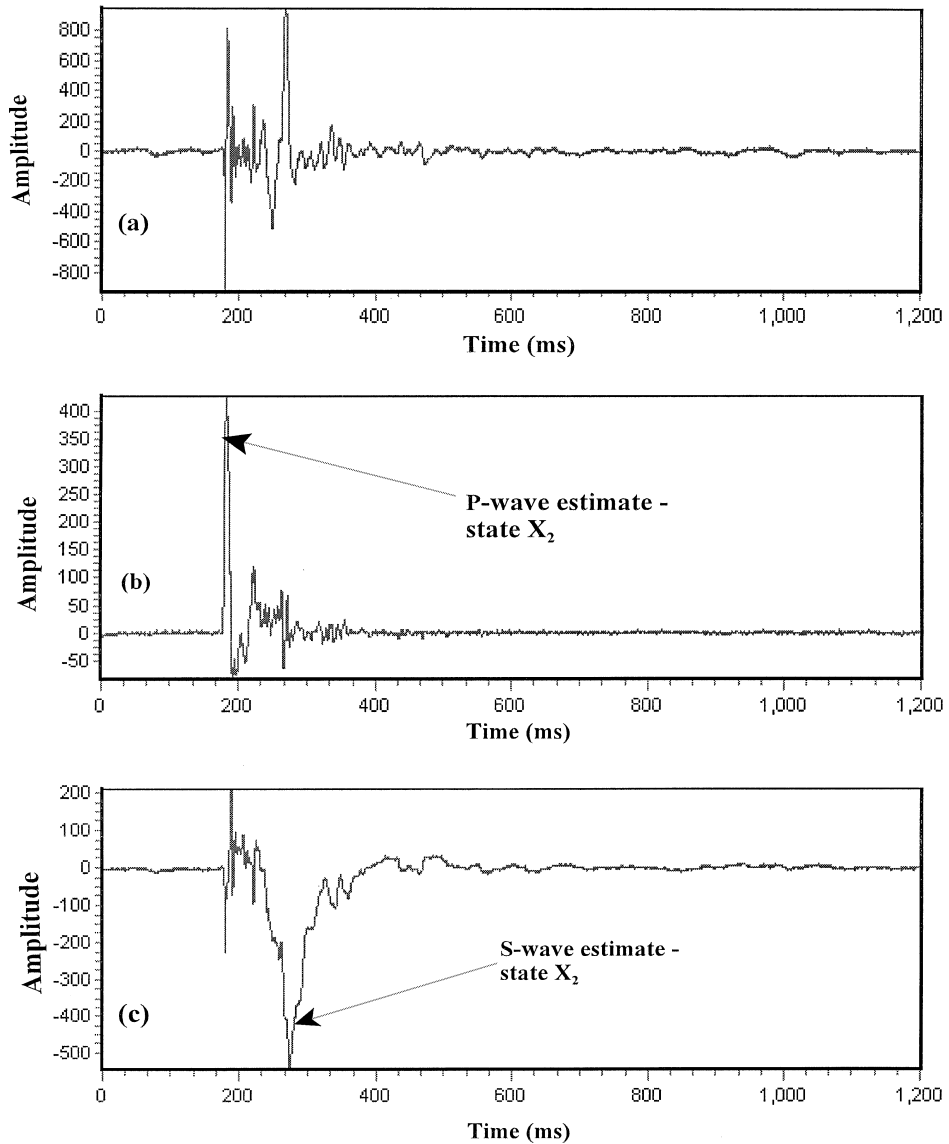 800
600
400
200
0
-200
-400
-600
-800
Amplitude
(a)
0 200 400 600 800 1,000 1,200
Time (ms)
400
350
300
250
200
150
100
50
0
-50
Amplitude
(b)
P-wave estimate -
state X₂
0 200 400 600 800 1,000 1,200
Time (ms)
200
100
0
-100
-200
-300
-400
-500
Amplitude
(c)
S-wave estimate -
state X₂
0 200 400 600 800 1,000 1,200
Time (ms)